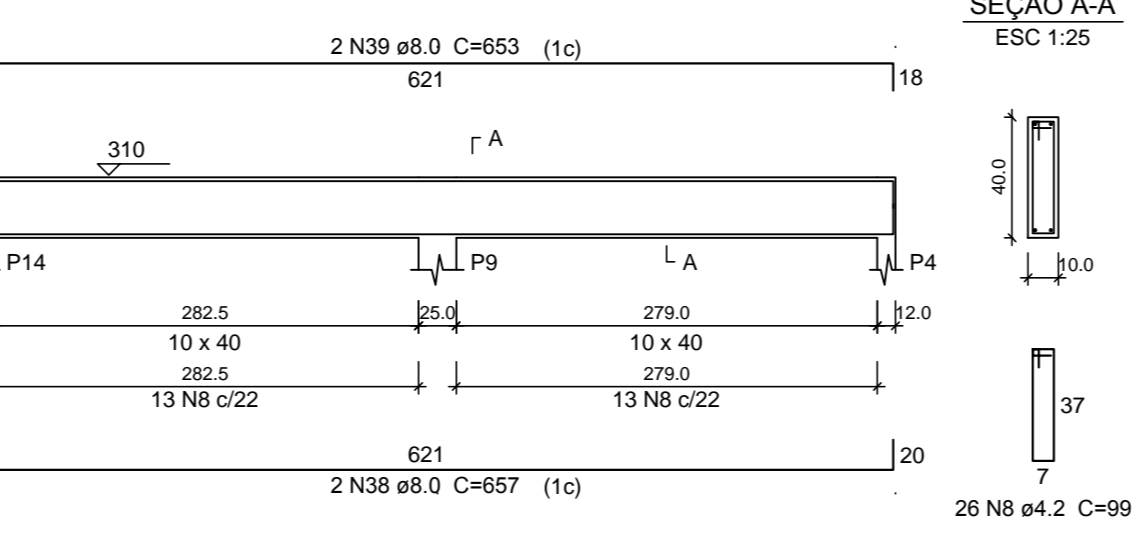 SEÇÃO A-A
ESC 1:25
2 N39 ø8.0 C=653 (1c)
621
18
A
310
40.0
P14
P9
A
P4
10.0
282.5
25.0
279.0
12.0
10 x 40
10 x 40
282.5
279.0
13 N8 c/22
13 N8 c/22
37
621
20
7
2 N38 ø8.0 C=657 (1c)
26 N8 ø4.2 C=99